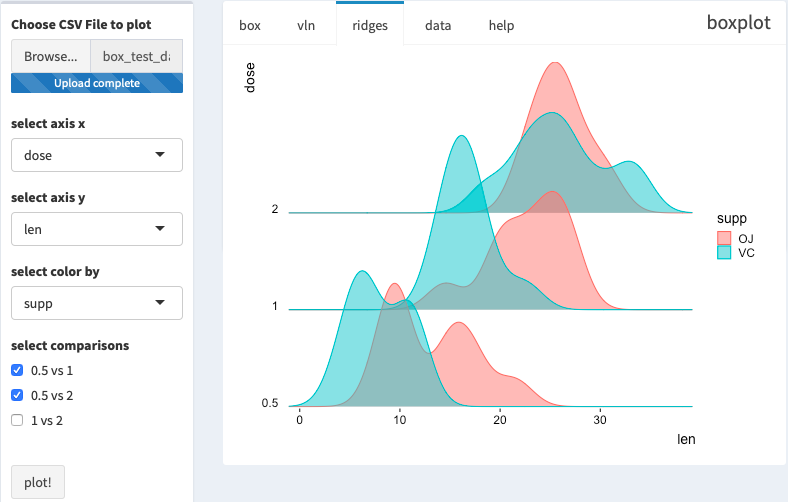 Choose CSV File to plot
Browse... box_test_da
Upload complete
select axis x
dose
select axis y
len
select color by
supp
select comparisons
0.5 vs 1
0.5 vs 2
1 vs 2
plot!
box vln ridges data help boxplot
dose
2
1
0.5
0 10 20 30
len
supp
OJ
VC